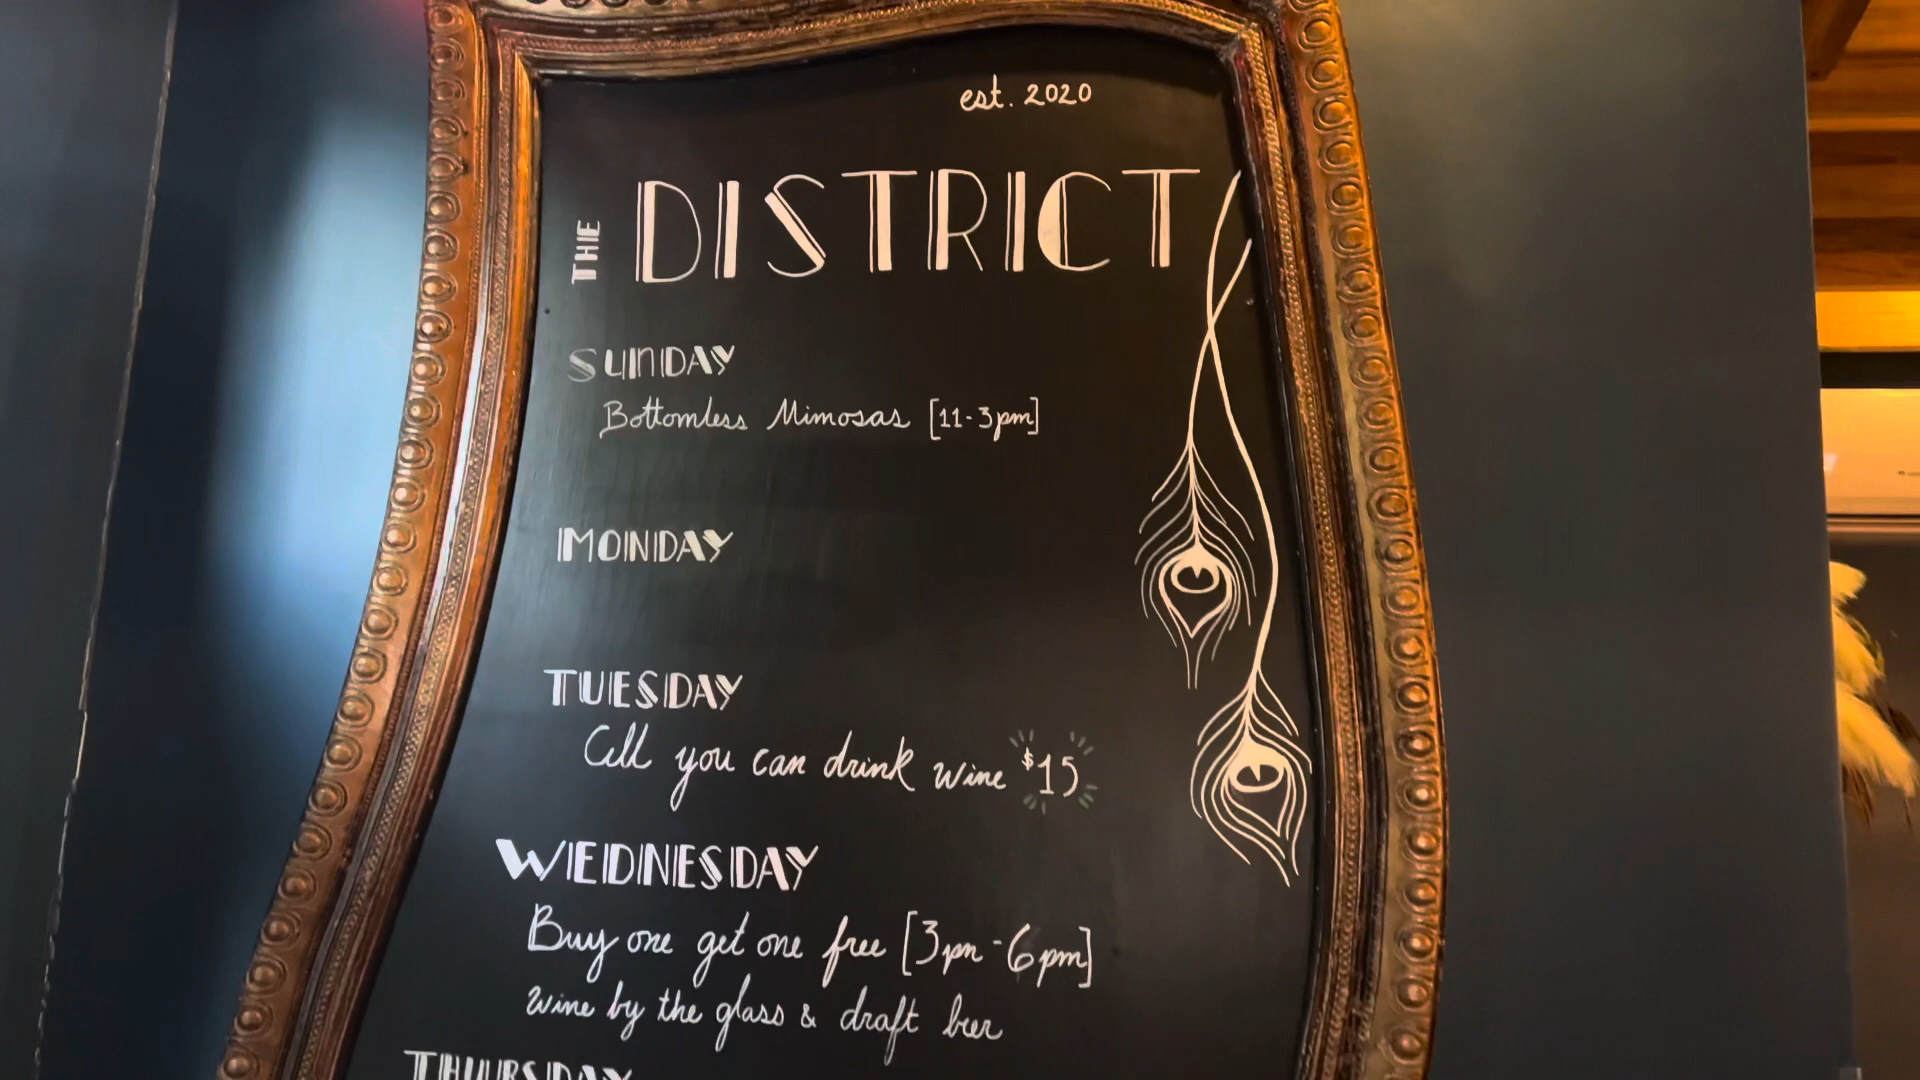 est. 2020
THE DISTRICT
SUNDAY
Bottomless Mimosas [11-3pm]
MONDAY
TUESDAY
All you can drink wine $15
WEDNESDAY
Buy one get one free [3pm-6pm]
wine by the glass & draft beer
THURSDAY